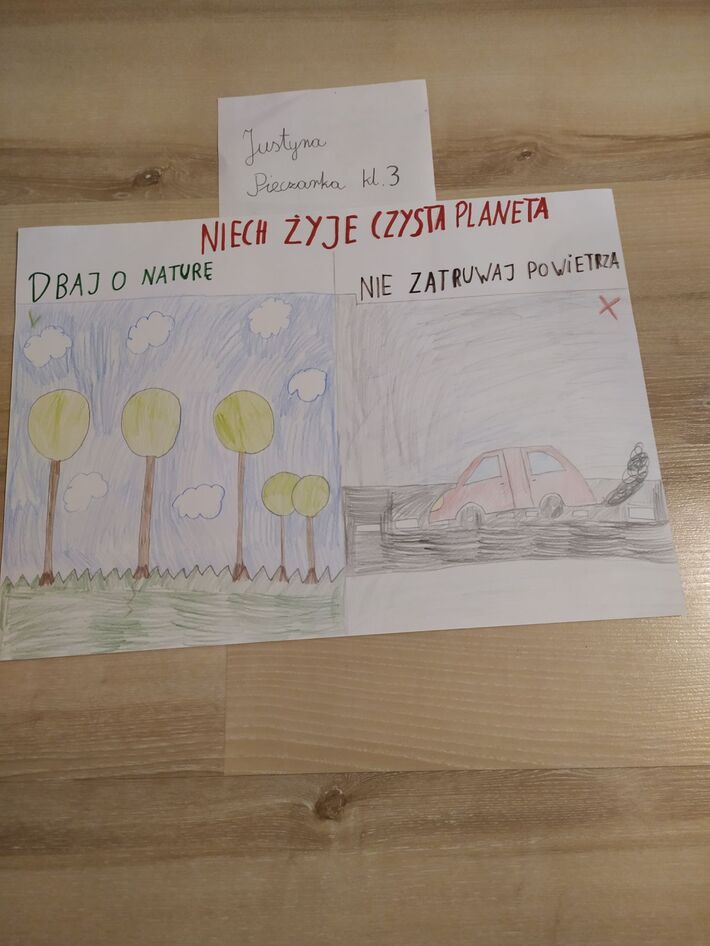 Justyna
Pieczarka kl. 3
NIECH ŻYJE CZYSTA PLANETA
DBAJ O NATURĘ
NIE ZATRUWAJ POWIETRZA